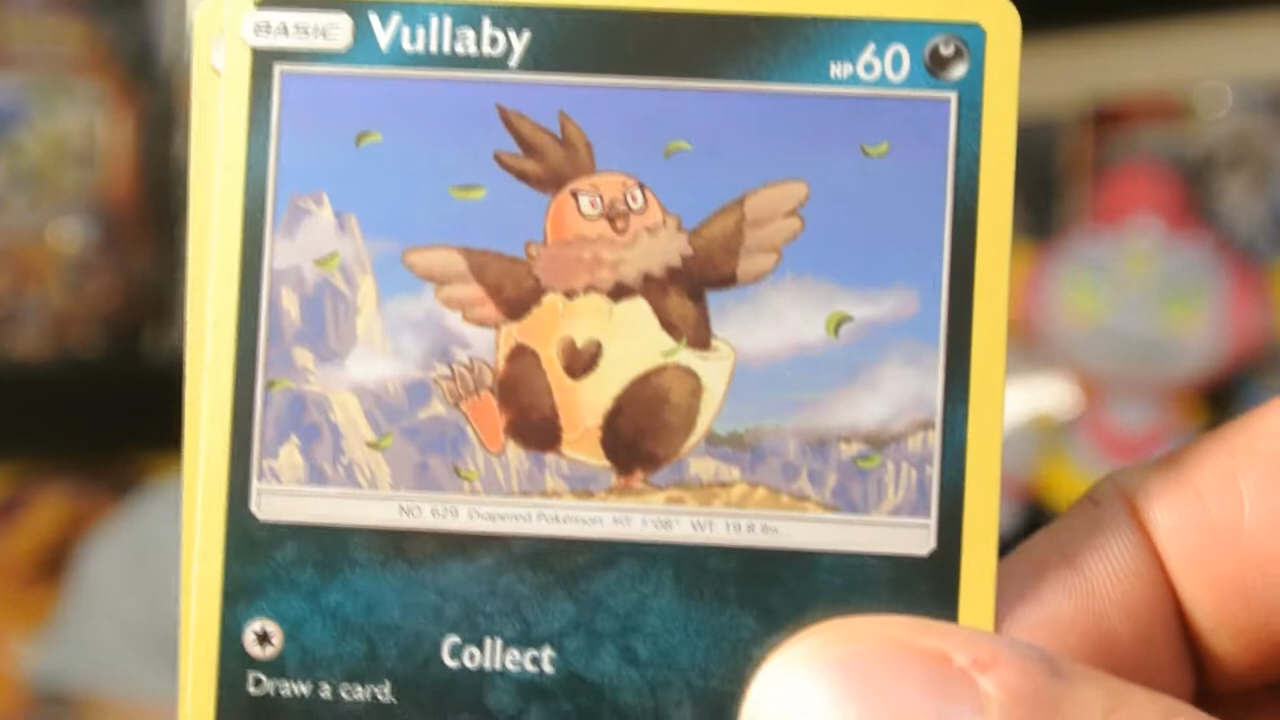 BASIC
Vullaby
HP60
NO. 629 Diapered Pokémon HT: 1'08" WT: 19.8 lbs.
Collect
Draw a card.